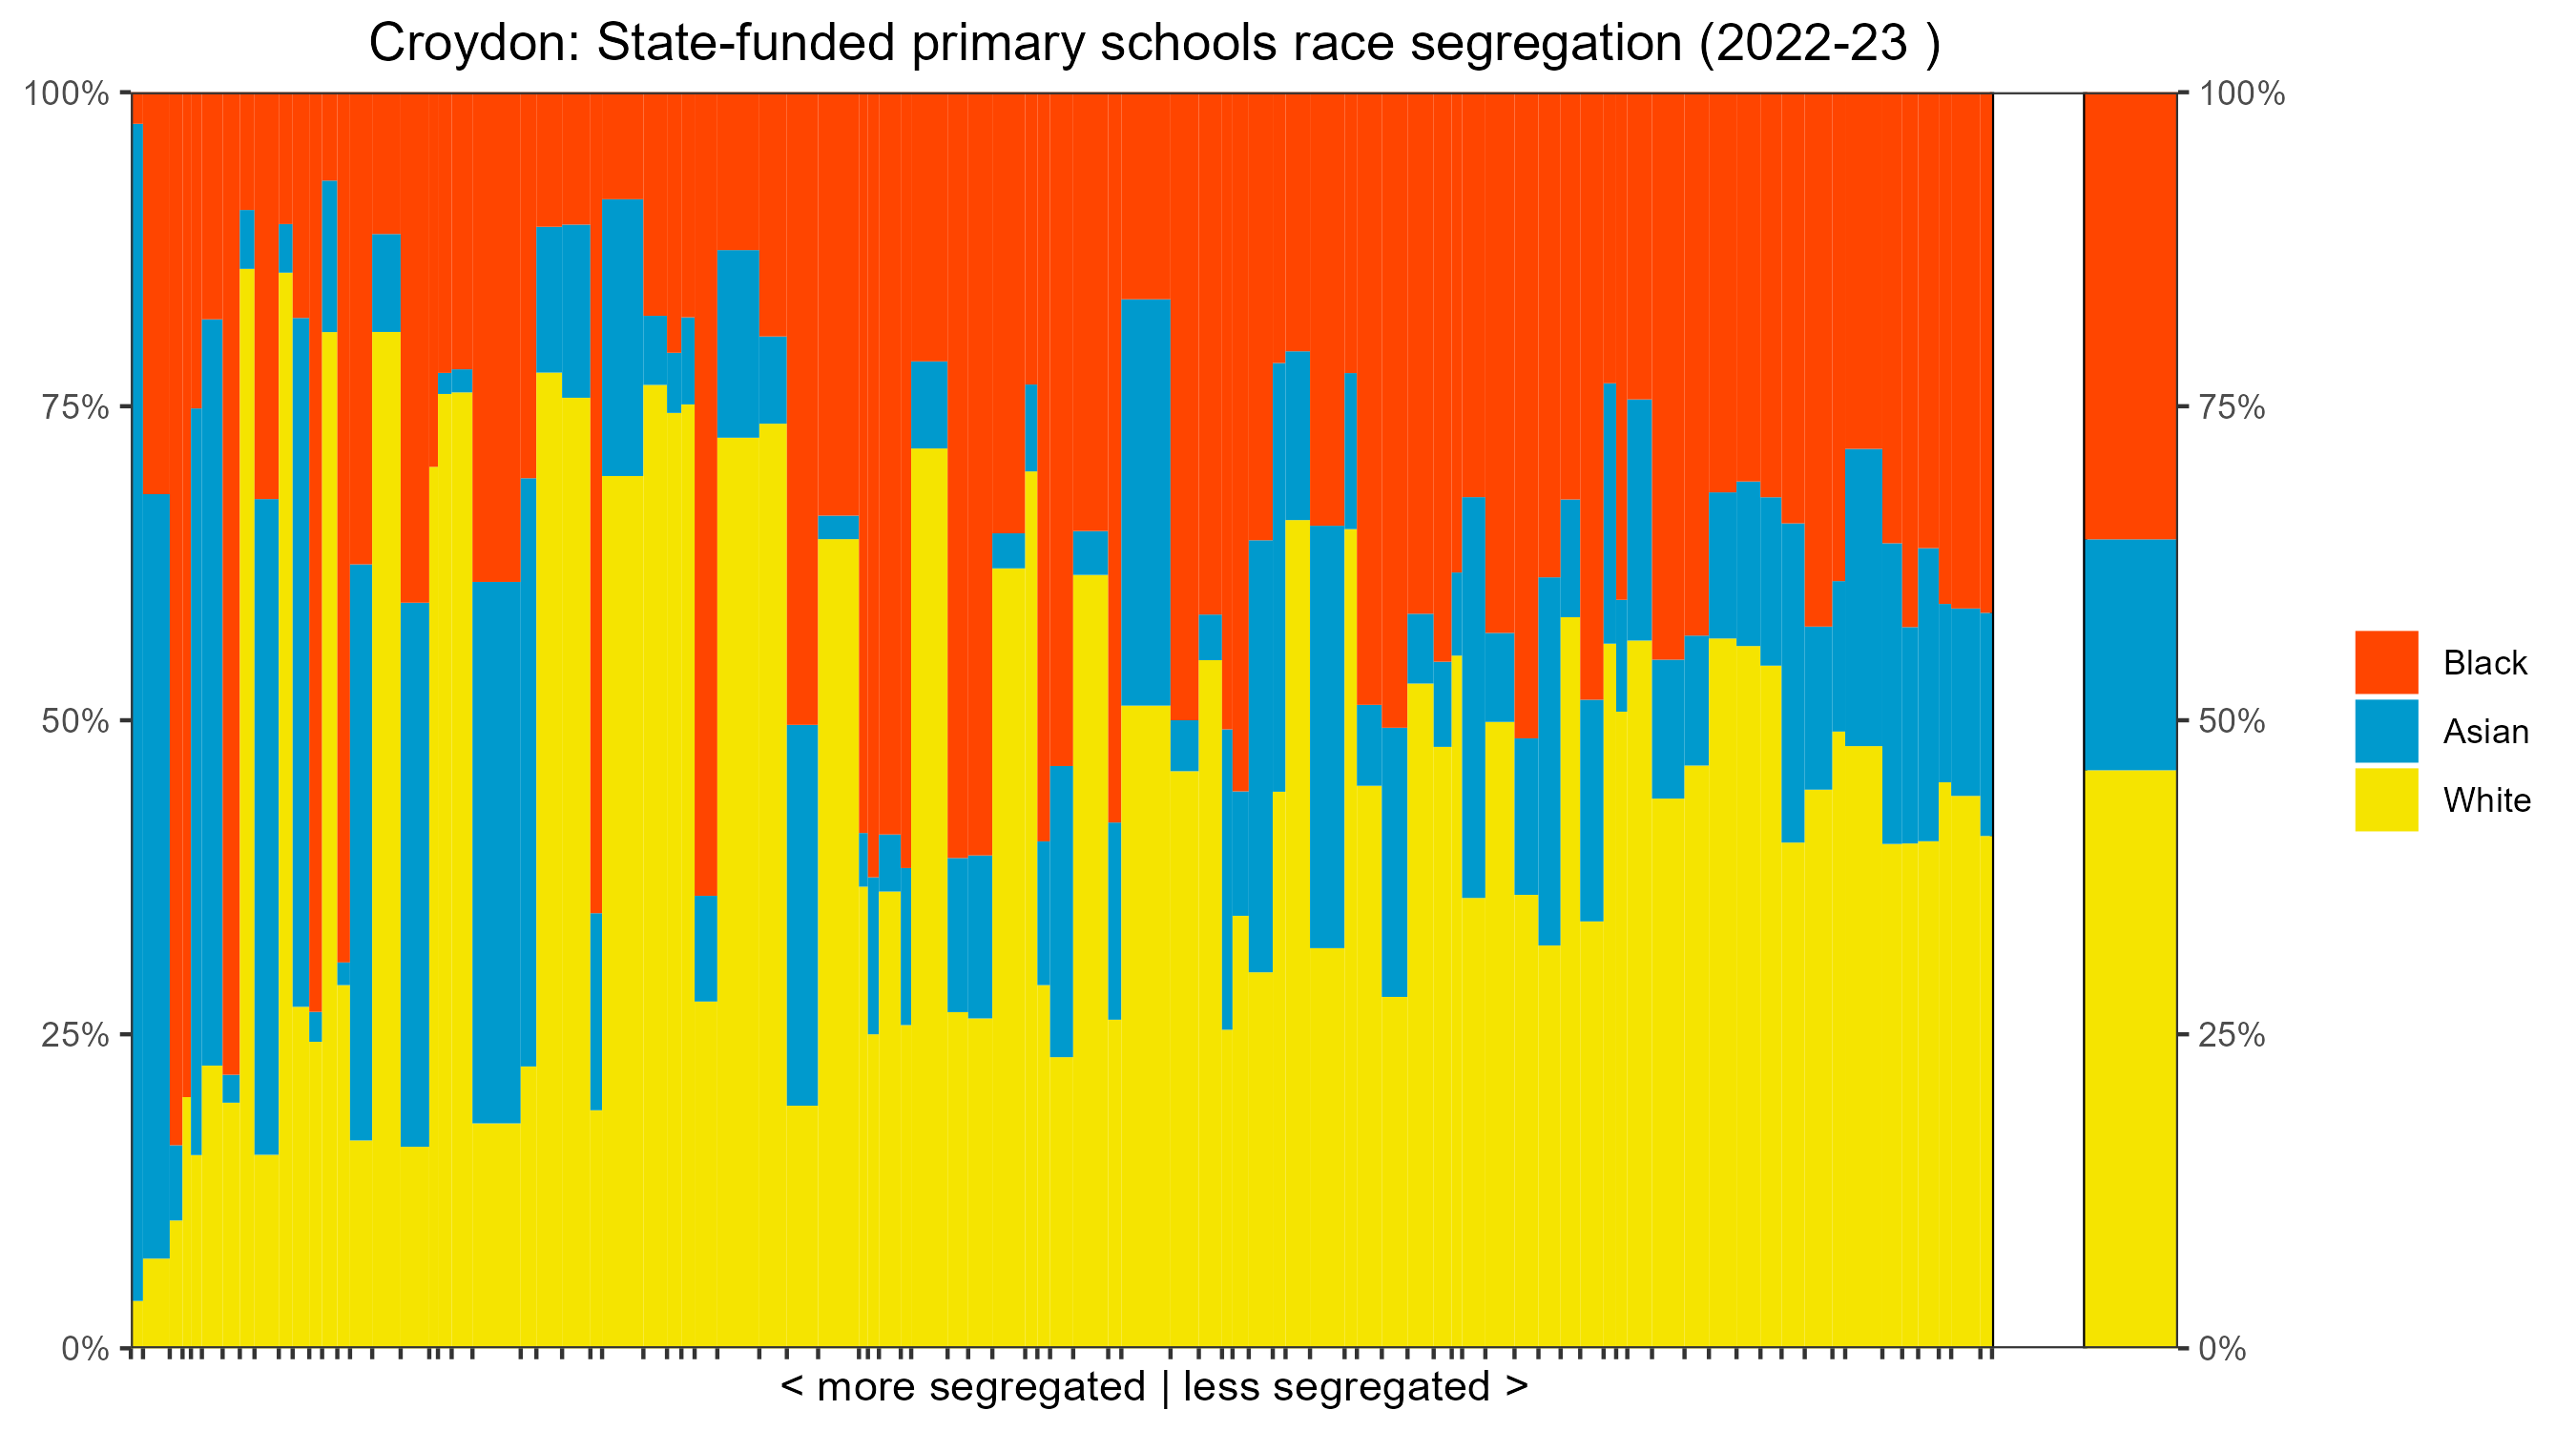 Croydon: State-funded primary schools race segregation (2022-23 )
100%
75%
50%
25%
0%
100%
75%
50%
25%
0%
Black
Asian
White
< more segregated | less segregated >